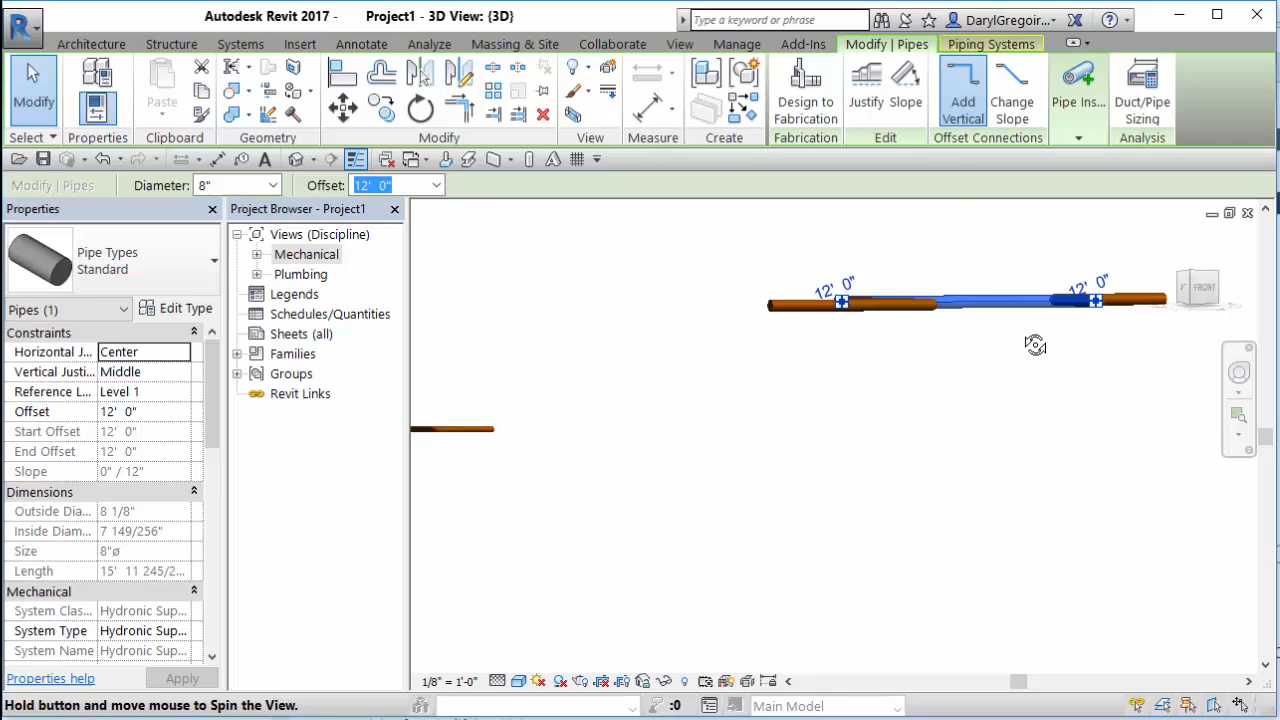 Autodesk Revit 2017 - Project1 - 3D View: {3D}
Type a keyword or phrase
DarylGregoir...
Architecture Structure Systems Insert Annotate Analyze Massing & Site Collaborate View Manage Add-Ins Modify | Pipes Piping Systems
Modify
Properties
Paste
Design to Fabrication
Justify
Slope
Add Vertical
Change Slope
Pipe Ins...
Duct/Pipe Sizing
Select
Properties
Clipboard
Geometry
Modify
View
Measure
Create
Fabrication
Edit
Offset Connections
Analysis
Modify | Pipes
Diameter: 8"
Offset: 12' 0"
Properties
Pipe Types
Standard
Pipes (1)
Edit Type
Constraints
Horizontal J... Center
Vertical Justi... Middle
Reference L... Level 1
Offset 12' 0"
Start Offset 12' 0"
End Offset 12' 0"
Slope 0" / 12"
Dimensions
Outside Dia... 8 1/8"
Inside Diam... 7 149/256"
Size 8"ø
Length 15' 11 245/2...
Mechanical
System Clas... Hydronic Sup...
System Type Hydronic Sup...
System Name Hydronic Sup...
Properties help
Apply
Project Browser - Project1
Views (Discipline)
Mechanical
Plumbing
Legends
Schedules/Quantities
Sheets (all)
Families
Groups
Revit Links
12' 0"
12' 0"
FRONT
1/8" = 1'-0"
Hold button and move mouse to Spin the View.
:0
Main Model